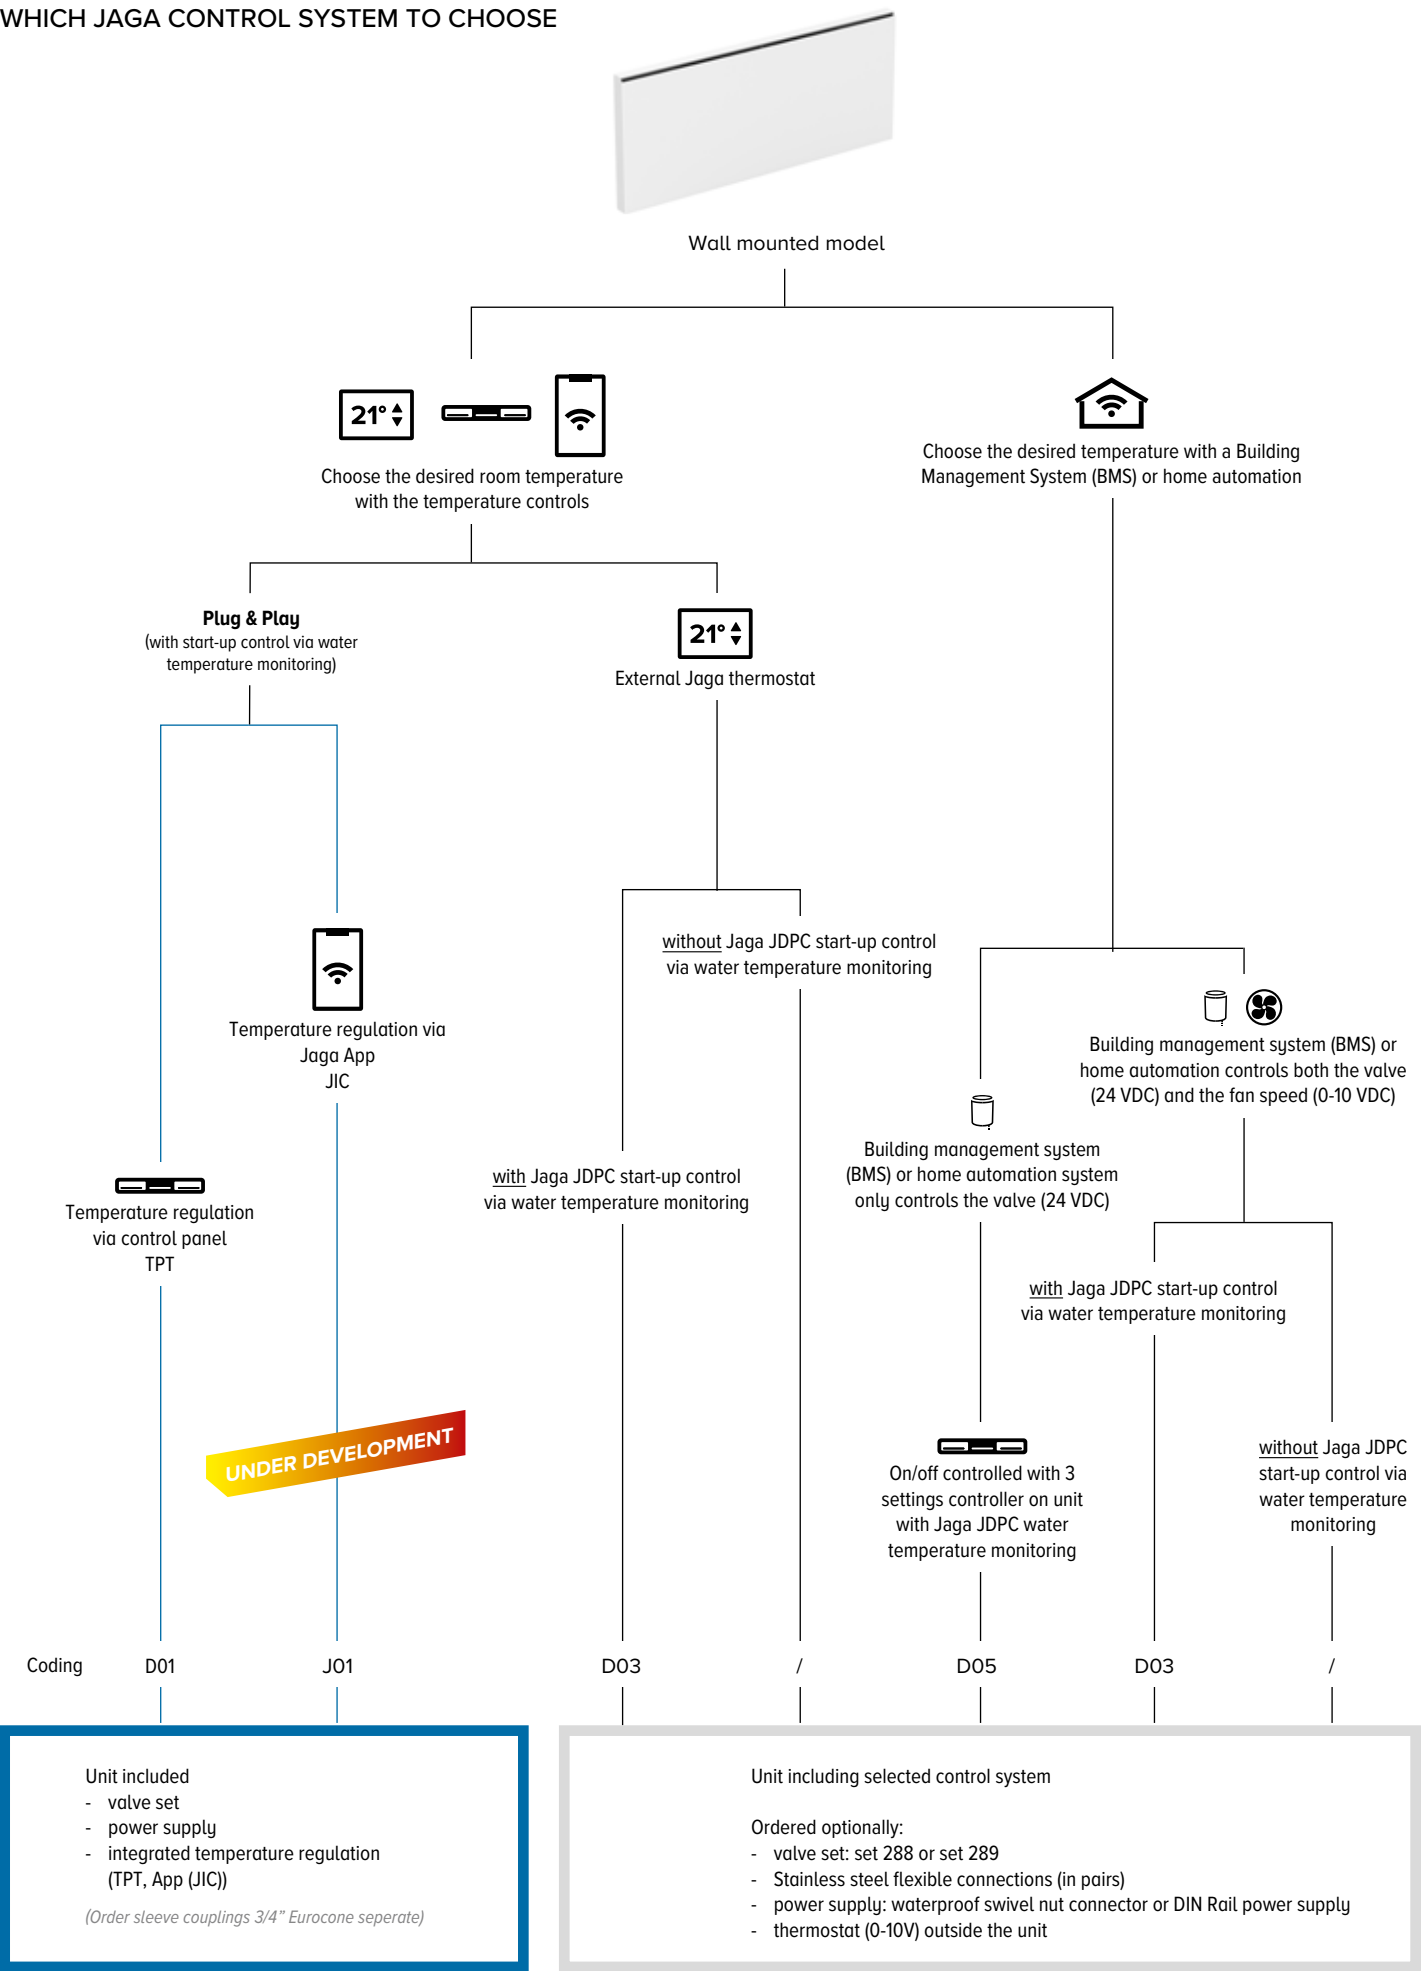 WHICH JAGA CONTROL SYSTEM TO CHOOSE
Wall mounted model
21°
Choose the desired room temperature
with the temperature controls
Choose the desired temperature with a Building
Management System (BMS) or home automation
Plug & Play
(with start-up control via water
temperature monitoring)
21°
External Jaga thermostat
without Jaga JDPC start-up control
via water temperature monitoring
Temperature regulation via
Jaga App
JIC
Building management system (BMS) or
home automation controls both the valve
(24 VDC) and the fan speed (0-10 VDC)
Building management system
(BMS) or home automation system
only controls the valve (24 VDC)
with Jaga JDPC start-up control
via water temperature monitoring
Temperature regulation
via control panel
TPT
with Jaga JDPC start-up control
via water temperature monitoring
UNDER DEVELOPMENT
On/off controlled with 3
settings controller on unit
with Jaga JDPC water
temperature monitoring
without Jaga JDPC
start-up control via
water temperature
monitoring
Coding D01 J01 D03 / D05 D03 /
Unit included
- valve set
- power supply
- integrated temperature regulation
(TPT, App (JIC))
(Order sleeve couplings 3/4” Eurocone seperate)
Unit including selected control system
Ordered optionally:
- valve set: set 288 or set 289
- Stainless steel flexible connections (in pairs)
- power supply: waterproof swivel nut connector or DIN Rail power supply
- thermostat (0-10V) outside the unit